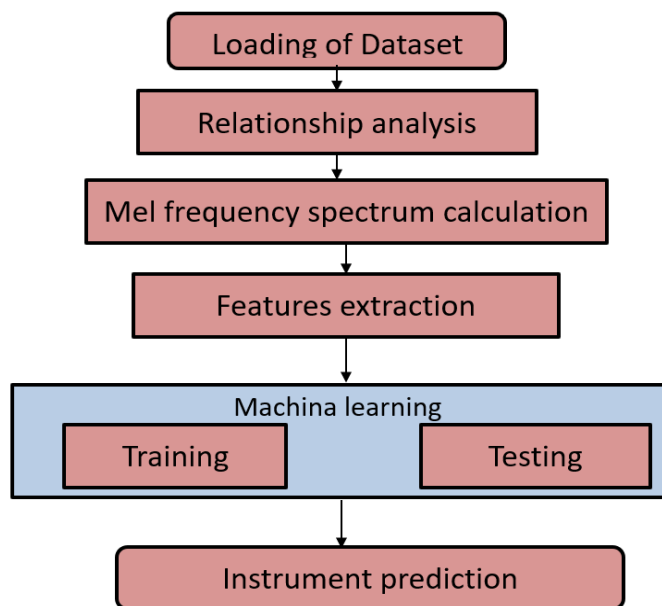 Loading of Dataset
Relationship analysis
Mel frequency spectrum calculation
Features extraction
Machina learning
Training
Testing
Instrument prediction